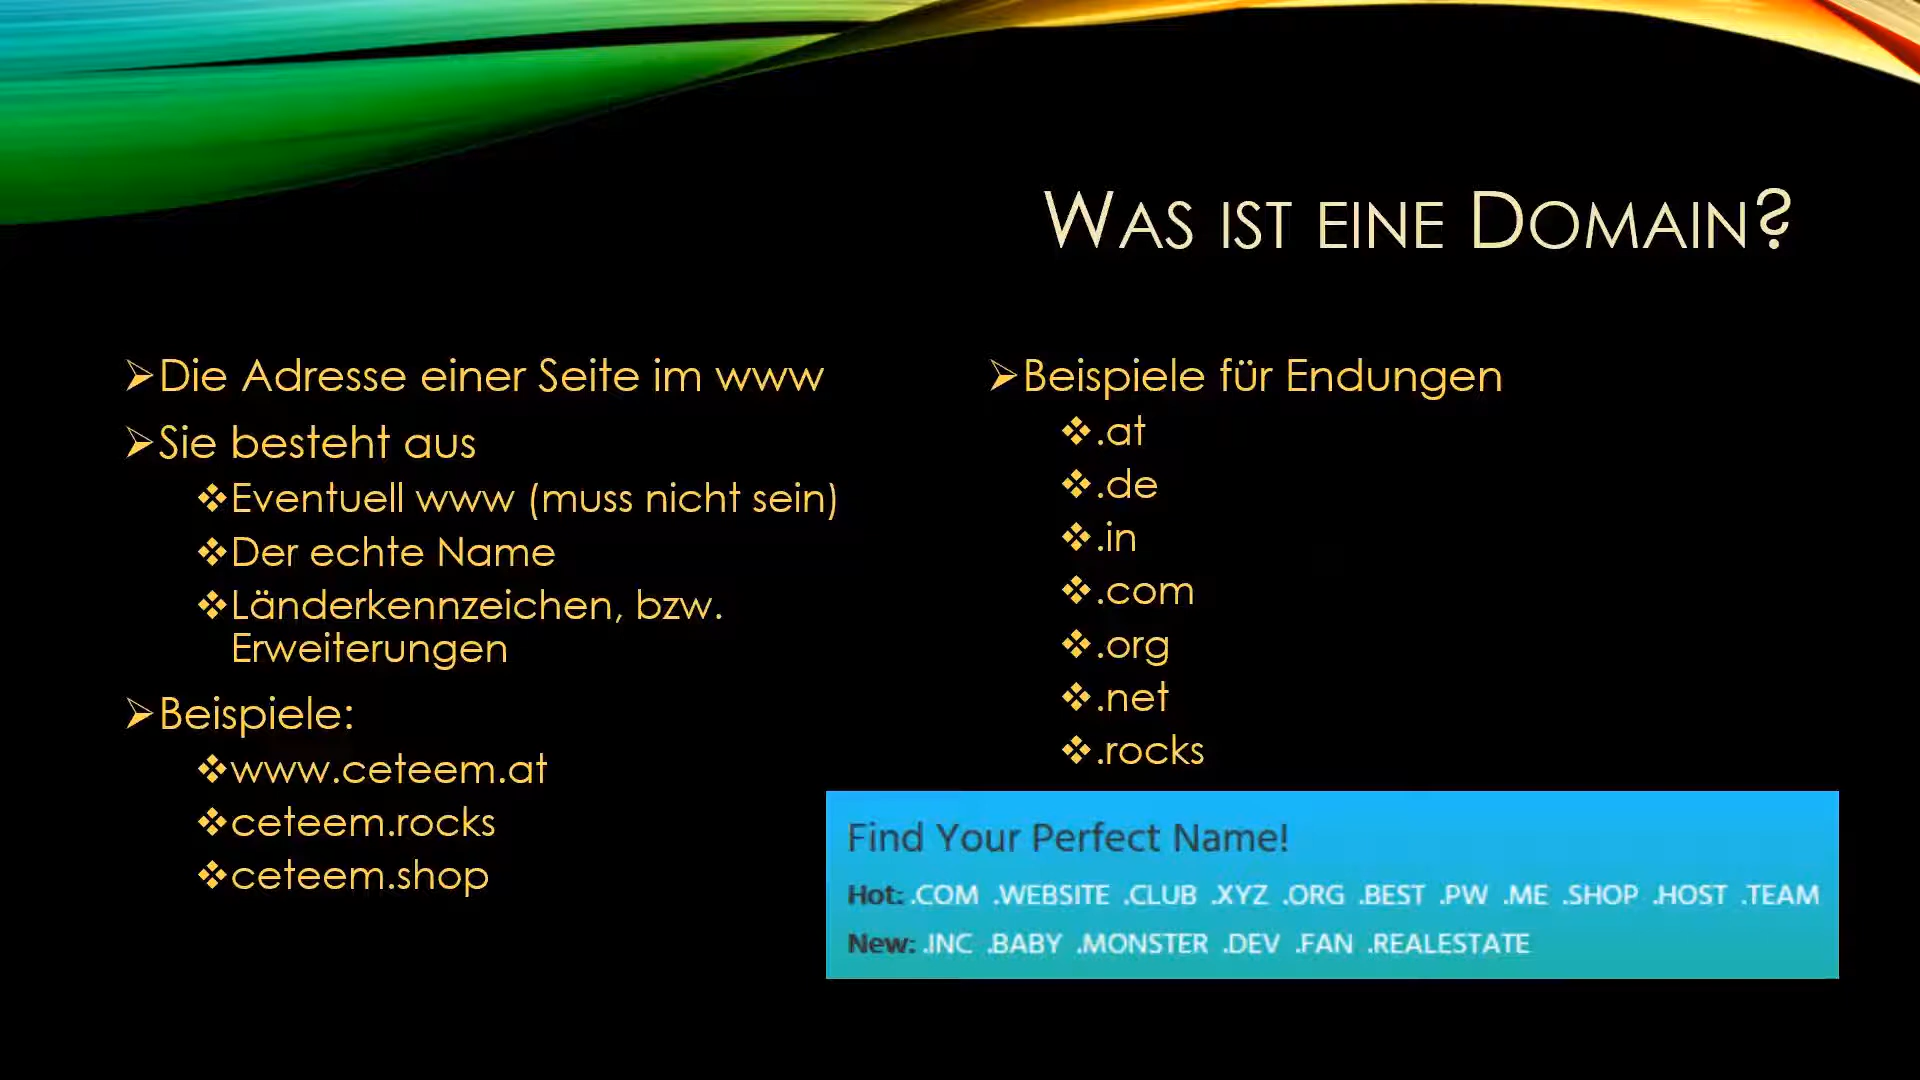 Was ist eine Domain?
Die Adresse einer Seite im www
Sie besteht aus
Eventuell www (muss nicht sein)
Der echte Name
Länderkennzeichen, bzw.
Erweiterungen
Beispiele:
www.ceteem.at
ceteem.rocks
ceteem.shop
Beispiele für Endungen
.at
.de
.in
.com
.org
.net
.rocks
Find Your Perfect Name!
Hot: .COM .WEBSITE .CLUB .XYZ .ORG .BEST .PW .ME .SHOP .HOST .TEAM
New: .INC .BABY .MONSTER .DEV .FAN .REALESTATE